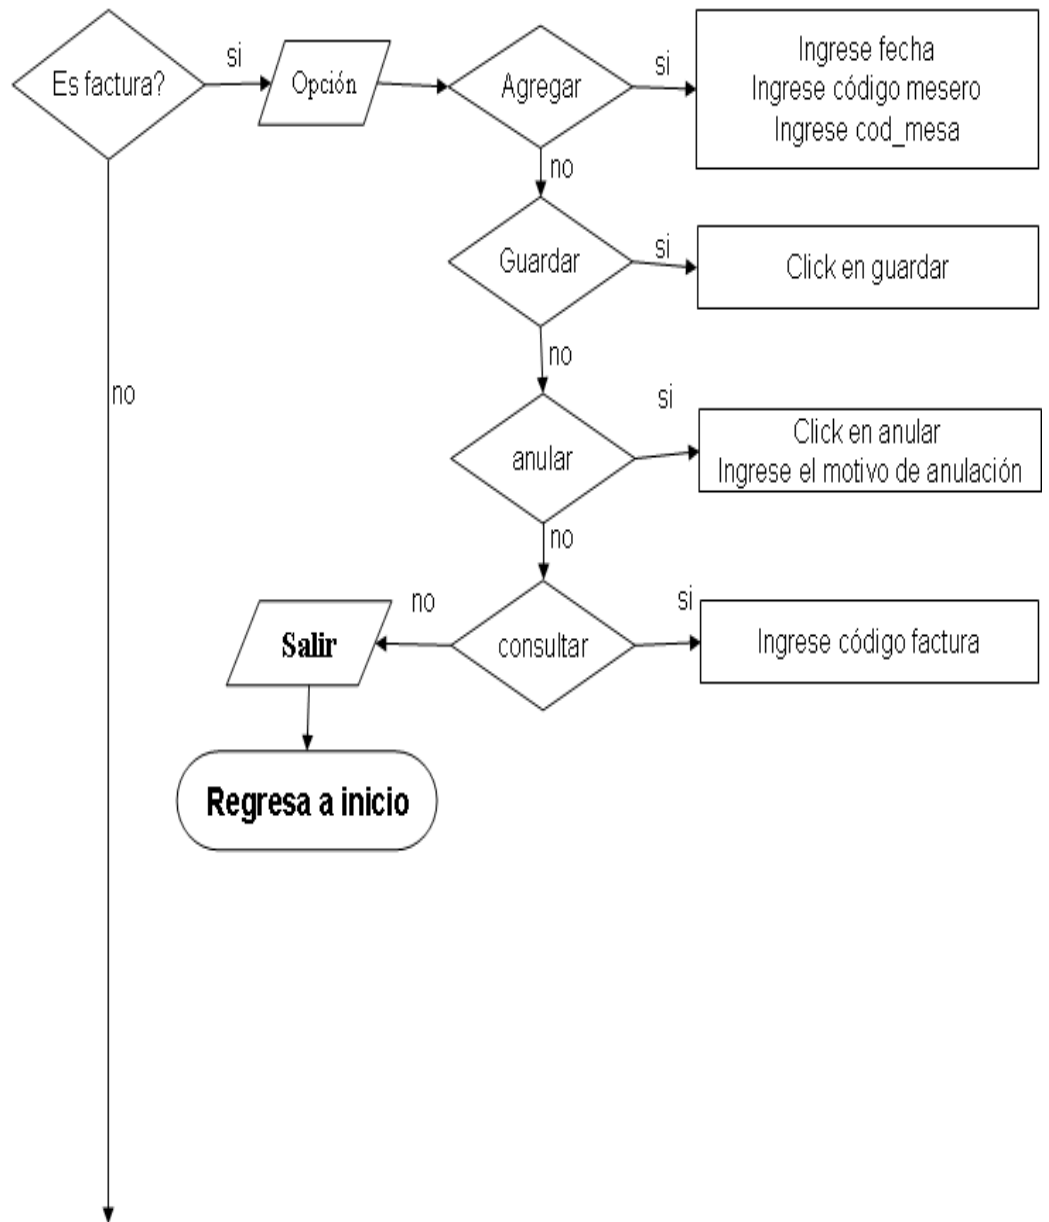 Es factura?
si
Opción
Agregar
si
Ingrese fecha
Ingrese código mesero
Ingrese cod_mesa
no
Guardar
si
Click en guardar
no
no
anular
si
Click en anular
Ingrese el motivo de anulación
no
consultar
si
Ingrese código factura
no
Salir
Regresa a inicio